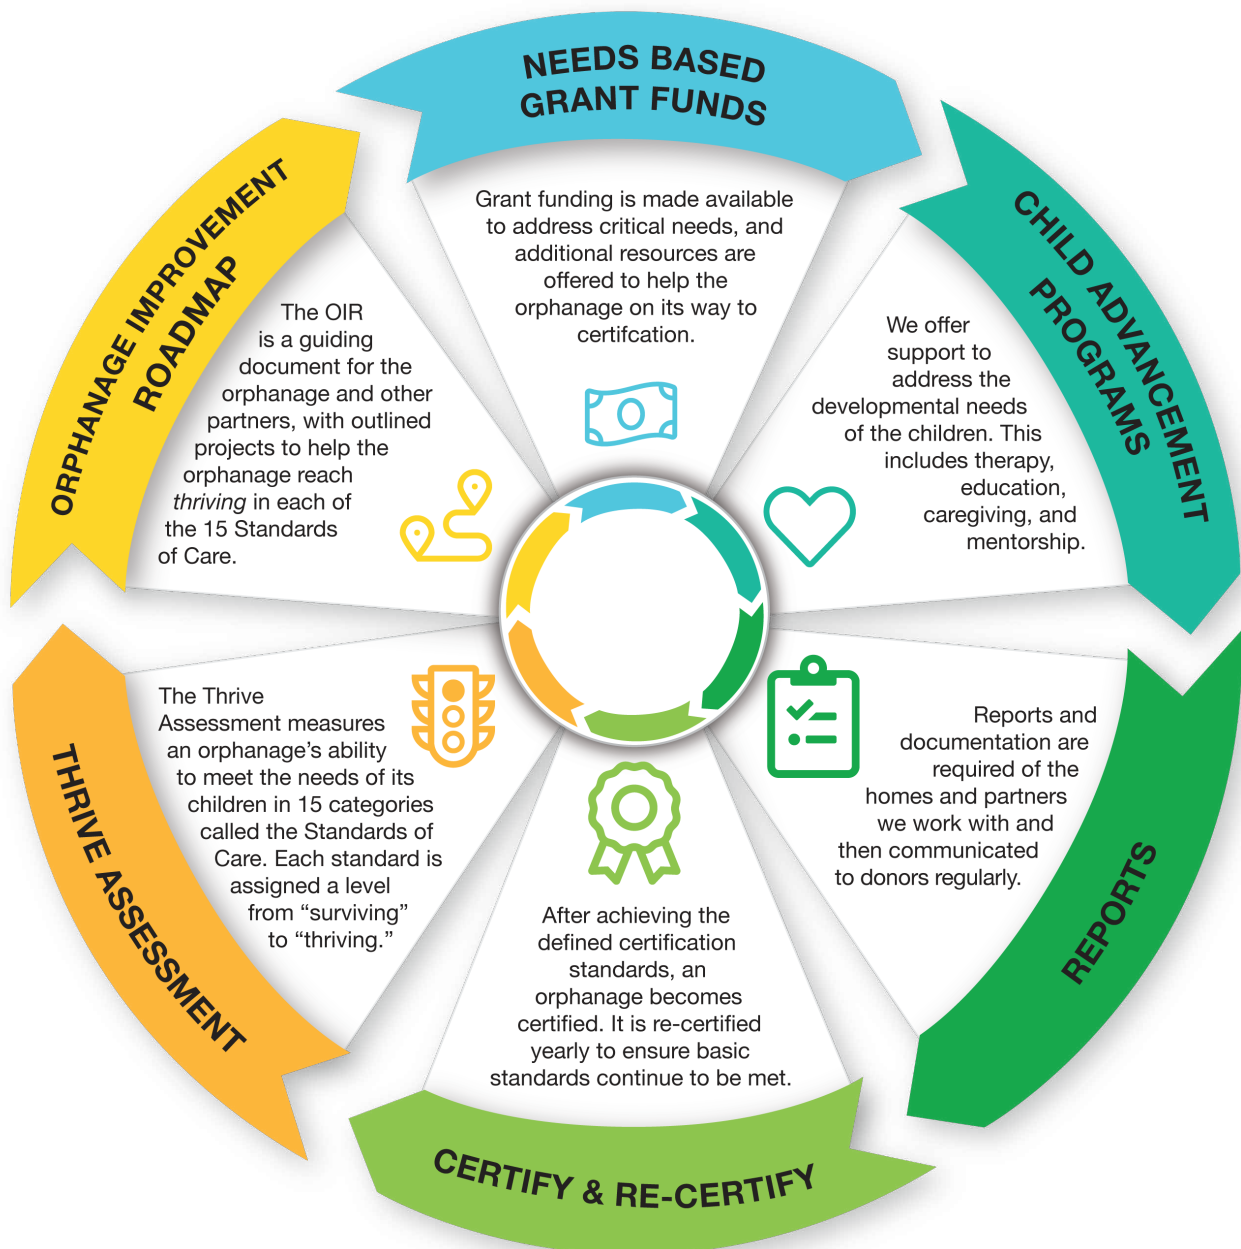 NEEDS BASED
GRANT FUNDS
Grant funding is made available
to address critical needs, and
additional resources are
offered to help the
orphanage on its way to
certifcation.
CHILD ADVANCEMENT
PROGRAMS
We offer
support to
address the
developmental needs
of the children. This
includes therapy,
education,
caregiving, and
mentorship.
REPORTS
Reports and
documentation are
required of the
homes and partners
we work with and
then communicated
to donors regularly.
CERTIFY & RE-CERTIFY
After achieving the
defined certification
standards, an
orphanage becomes
certified. It is re-certified
yearly to ensure basic
standards continue to be met.
THRIVE ASSESSMENT
The Thrive
Assessment measures
an orphanage’s ability
to meet the needs of its
children in 15 categories
called the Standards of
Care. Each standard is
assigned a level
from “surviving”
to “thriving.”
ORPHANAGE IMPROVEMENT
ROADMAP
The OIR
is a guiding
document for the
orphanage and other
partners, with outlined
projects to help the
orphanage reach
thriving in each of
the 15 Standards
of Care.